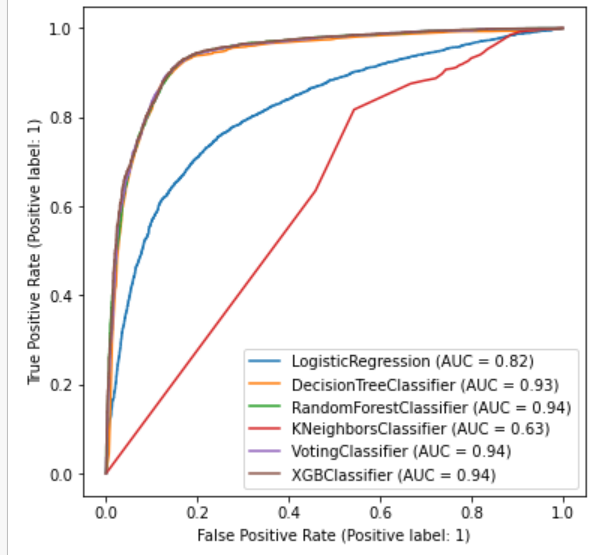 1.0
0.8
0.6
0.4
0.2
0.0
True Positive Rate (Positive label: 1)
LogisticRegression (AUC = 0.82)
DecisionTreeClassifier (AUC = 0.93)
RandomForestClassifier (AUC = 0.94)
KNeighborsClassifier (AUC = 0.63)
VotingClassifier (AUC = 0.94)
XGBClassifier (AUC = 0.94)
0.0 0.2 0.4 0.6 0.8 1.0
False Positive Rate (Positive label: 1)